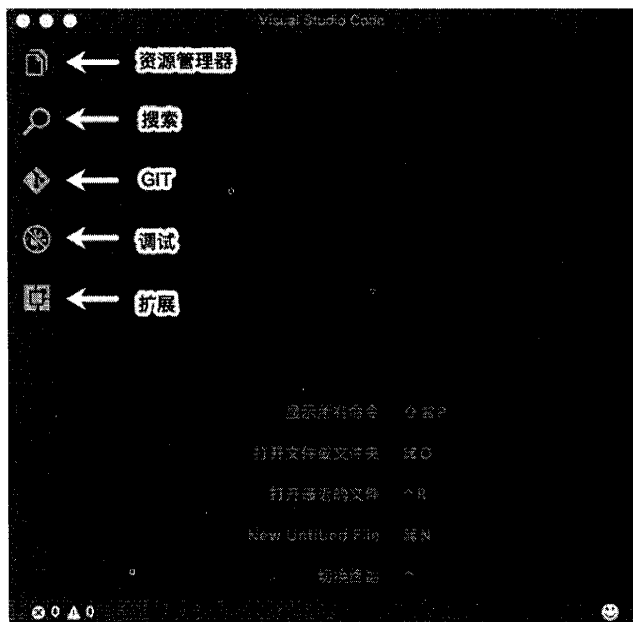 Visual Studio Code
资源管理器
搜索
GIT
调试
扩展
显示所有命令 ⇧⌘P
打开文件或文件夹 ⌘O
打开最近的文件 ^R
New Untitled File ⌘N
切换终端 ^
0 0